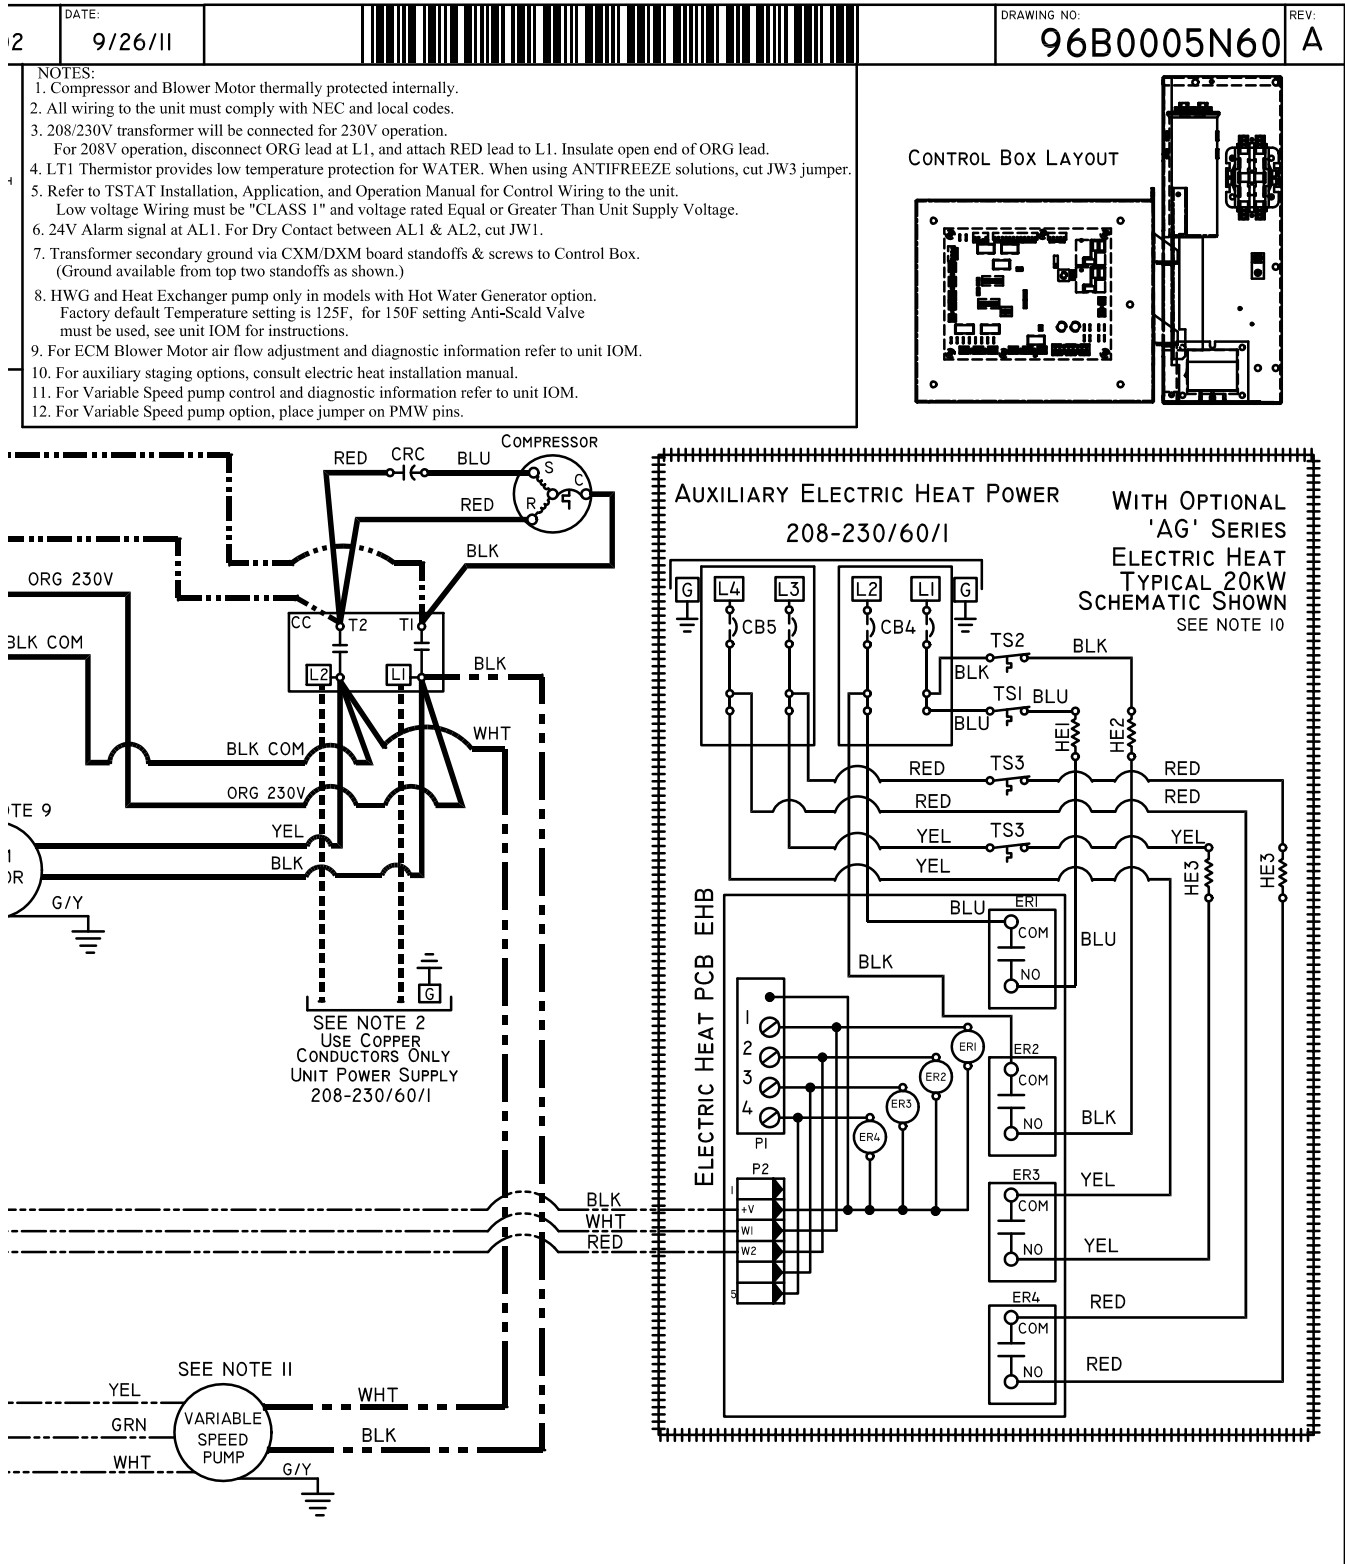 DATE:
9/26/11
DRAWING NO:
96B0005N60
REV:
A
NOTES:
1. Compressor and Blower Motor thermally protected internally.
2. All wiring to the unit must comply with NEC and local codes.
3. 208/230V transformer will be connected for 230V operation.
For 208V operation, disconnect ORG lead at L1, and attach RED lead to L1. Insulate open end of ORG lead.
4. LT1 Thermistor provides low temperature protection for WATER. When using ANTIFREEZE solutions, cut JW3 jumper.
5. Refer to TSTAT Installation, Application, and Operation Manual for Control Wiring to the unit.
Low voltage Wiring must be "CLASS 1" and voltage rated Equal or Greater Than Unit Supply Voltage.
6. 24V Alarm signal at AL1. For Dry Contact between AL1 & AL2, cut JW1.
7. Transformer secondary ground via CXM/DXM board standoffs & screws to Control Box.
(Ground available from top two standoffs as shown.)
8. HWG and Heat Exchanger pump only in models with Hot Water Generator option.
Factory default Temperature setting is 125F, for 150F setting Anti-Scald Valve
must be used, see unit IOM for instructions.
9. For ECM Blower Motor air flow adjustment and diagnostic information refer to unit IOM.
10. For auxiliary staging options, consult electric heat installation manual.
11. For Variable Speed pump control and diagnostic information refer to unit IOM.
12. For Variable Speed pump option, place jumper on PMW pins.
CONTROL BOX LAYOUT
COMPRESSOR
RED
CRC
BLU
S
C
R
RED
BLK
ORG 230V
BLK COM
CC
T2
T1
L2
L1
BLK
WHT
BLK COM
ORG 230V
TE 9
YEL
BLK
OR
G/Y
G
SEE NOTE 2
USE COPPER
CONDUCTORS ONLY
UNIT POWER SUPPLY
208-230/60/1
AUXILIARY ELECTRIC HEAT POWER
208-230/60/1
WITH OPTIONAL
'AG' SERIES
ELECTRIC HEAT
TYPICAL 20KW
SCHEMATIC SHOWN
SEE NOTE 10
G
L4
L3
L2
L1
G
CB5
CB4
TS2
BLK
BLK
TS1
BLU
BLU
HE1
HE2
RED
TS3
RED
RED
RED
YEL
TS3
YEL
YEL
HE3
HE3
ELECTRIC HEAT PCB EHB
BLU
ER1
COM
NO
BLU
BLK
1
2
3
4
P1
ER1
ER2
ER3
ER4
ER2
COM
NO
BLK
P2
1
+V
W1
W2
5
BLK
WHT
RED
ER3
COM
NO
YEL
YEL
ER4
COM
NO
RED
RED
SEE NOTE 11
YEL
GRN
WHT
VARIABLE
SPEED
PUMP
WHT
BLK
G/Y